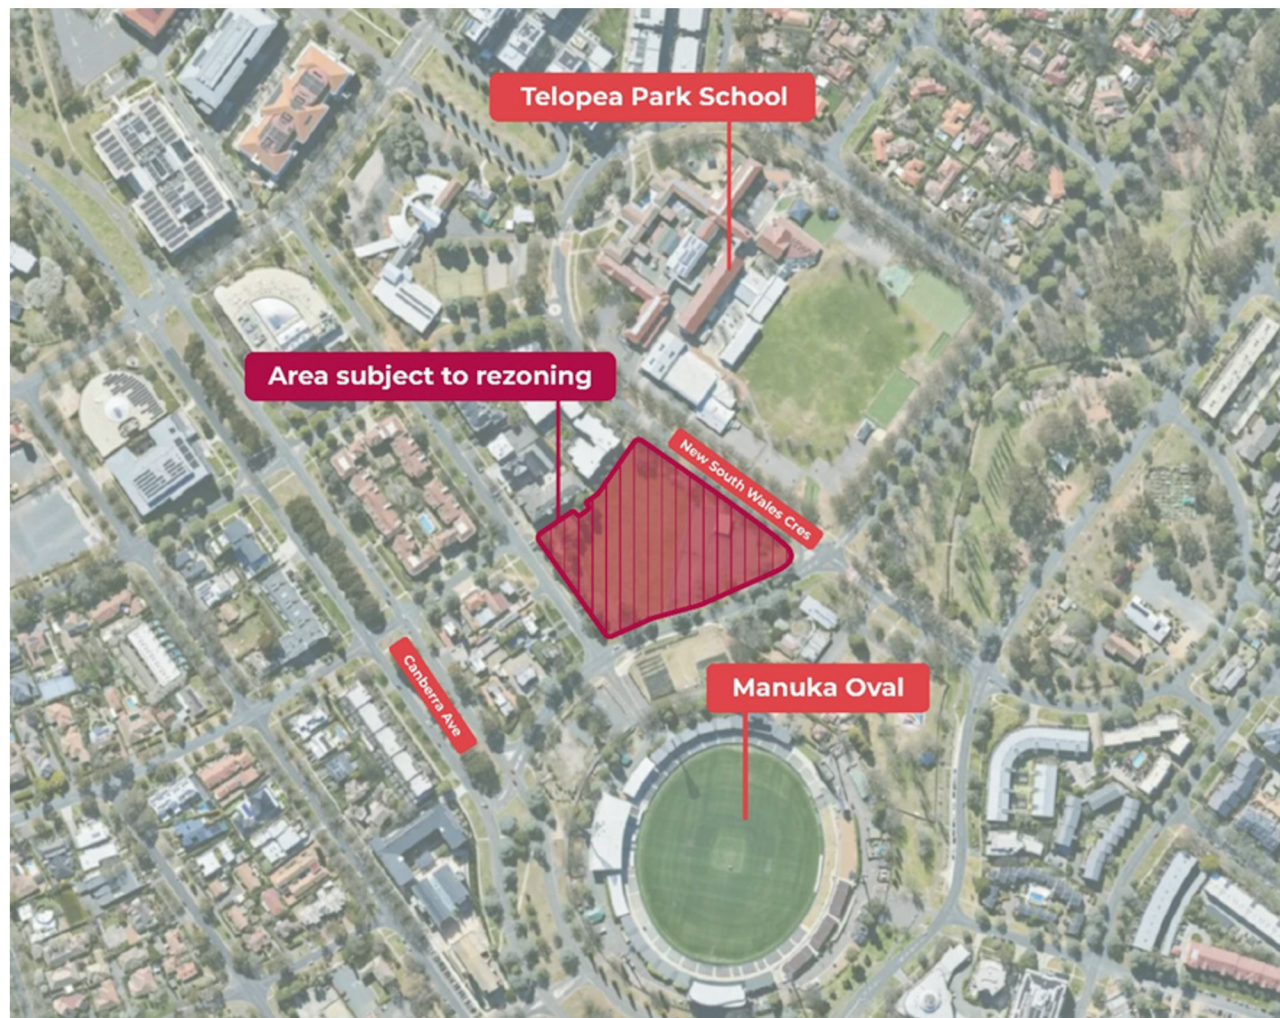 Telopea Park School
Area subject to rezoning
New South Wales Cres
Canberra Ave
Manuka Oval